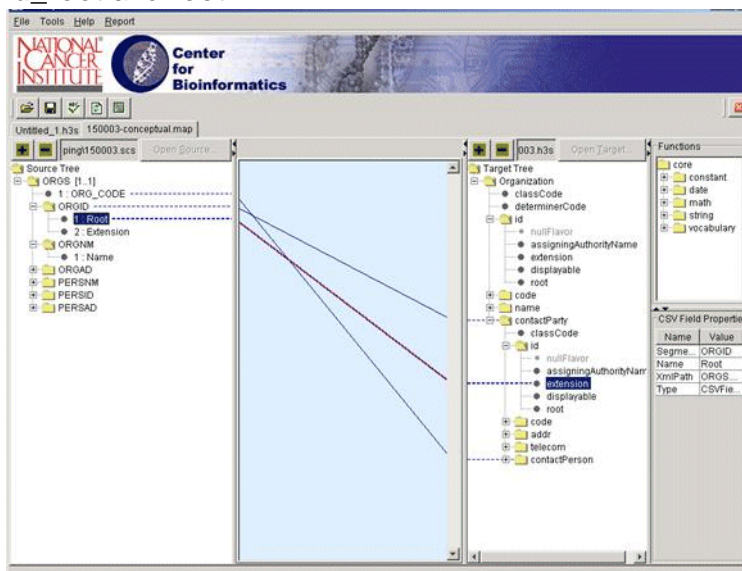 File Tools Help Report
NATIONAL
CANCER
INSTITUTE
Center
for
Bioinformatics
Untitled_1.h3s 150003-conceptual.map
ping\150003.scs Open Source...
003.h3s Open Target...
Functions
Source Tree
ORGS [1..1]
1 : ORG_CODE
ORGID
1 : Root
2 : Extension
ORGNM
1 : Name
ORGAD
PERSNM
PERSID
PERSAD
Target Tree
Organization
classCode
determinerCode
id
nullFlavor
assigningAuthorityName
extension
displayable
root
code
name
contactParty
classCode
id
nullFlavor
assigningAuthorityNam
extension
displayable
root
code
addr
telecom
contactPerson
core
constant
date
math
string
vocabulary
CSV Field Propertie
Name Value
Segme... ORGID
Name Root
XmlPath ORGS....
Type CSVFie...